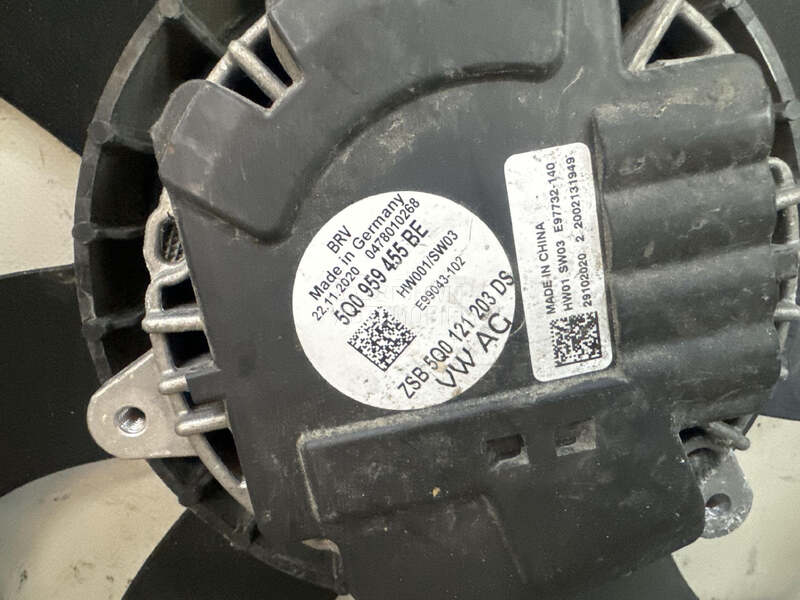 BRV
Made in Germany
22.11.2020 0478010268
5Q0 959 455 BE
HW001/SW03
E99043-102
ZSB 5Q0 121 203 DS
VW AG
MADE IN CHINA
HW01 SW03 E97732-140
29102020 2 2002131949